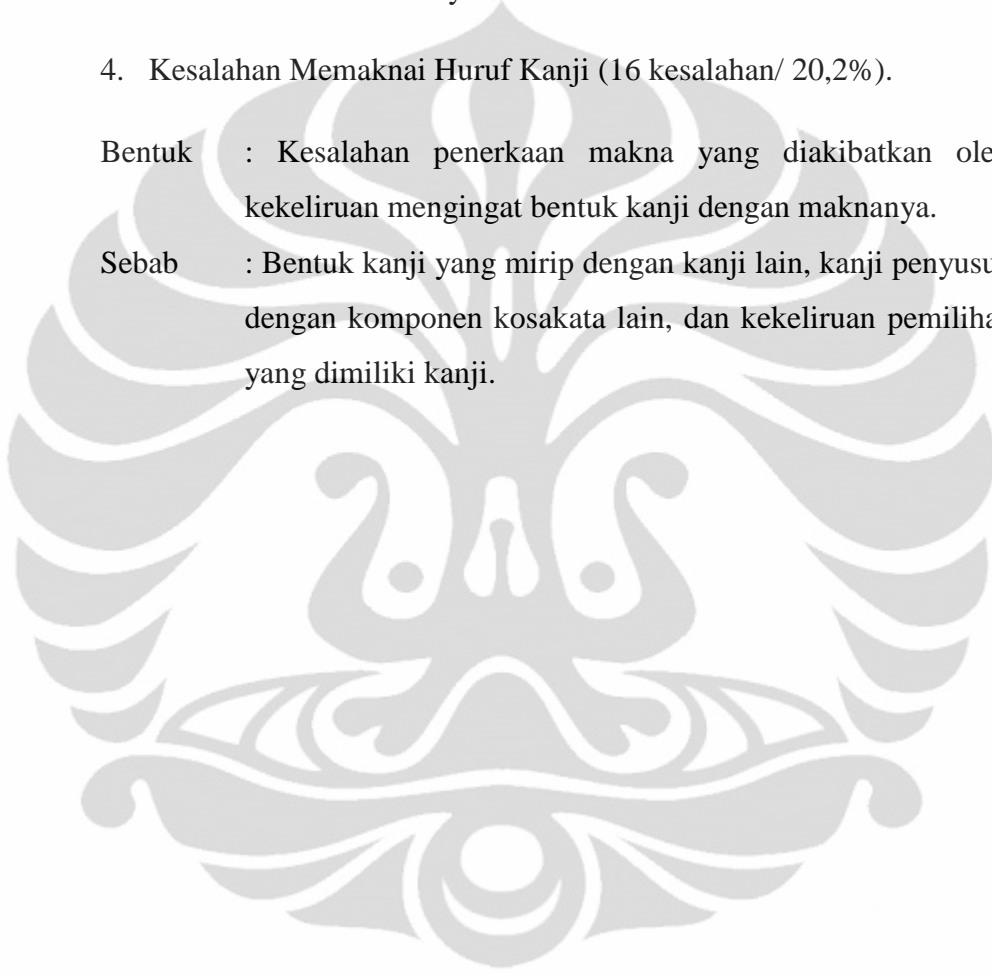 4. Kesalahan Memaknai Huruf Kanji (16 kesalahan/ 20,2%).
Bentuk : Kesalahan penerkaan makna yang diakibatkan
kekeliruan mengingat bentuk kanji dengan maknanya.
Sebab : Bentuk kanji yang mirip dengan kanji lain, kanji
dengan komponen kosakata lain, dan kekeliruan
yang dimiliki kanji.